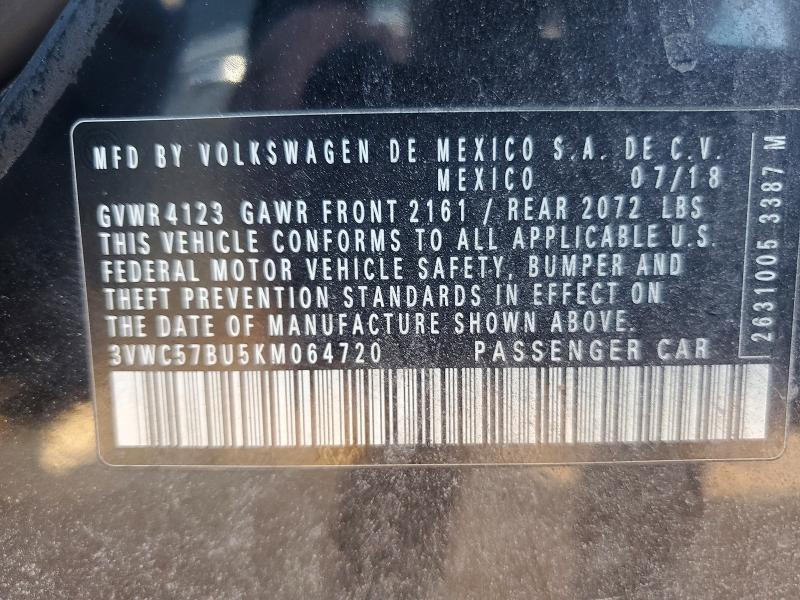 MFD BY VOLKSWAGEN DE MEXICO S.A. DE C.V.
MEXICO 07/18
GVWR 4123 GAWR FRONT 2161 / REAR 2072 LBS
THIS VEHICLE CONFORMS TO ALL APPLICABLE U.S.
FEDERAL MOTOR VEHICLE SAFETY, BUMPER AND
THEFT PREVENTION STANDARDS IN EFFECT ON
THE DATE OF MANUFACTURE SHOWN ABOVE.
3VWC57BU5KM064720 PASSENGER CAR
2631005 3387 M